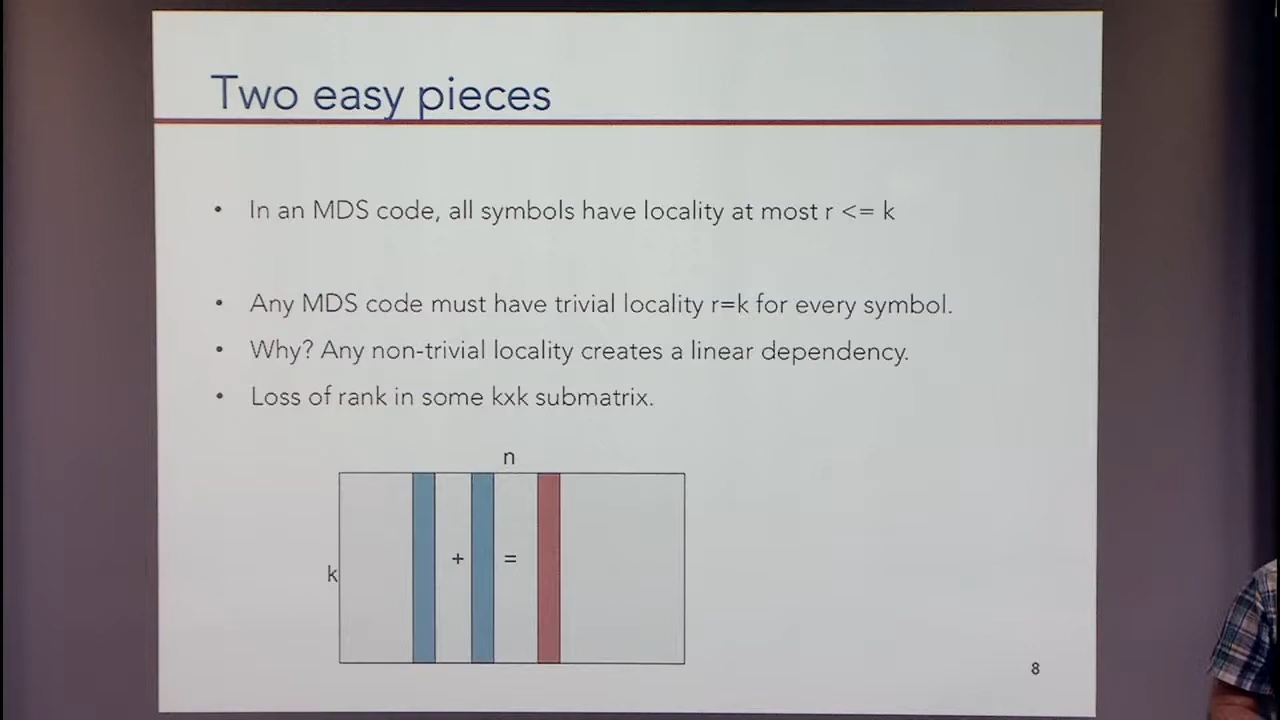 Two easy pieces
• In an MDS code, all symbols have locality at most r <= k
• Any MDS code must have trivial locality r=k for every symbol.
• Why? Any non-trivial locality creates a linear dependency.
• Loss of rank in some kxk submatrix.
n
+ =
k
8